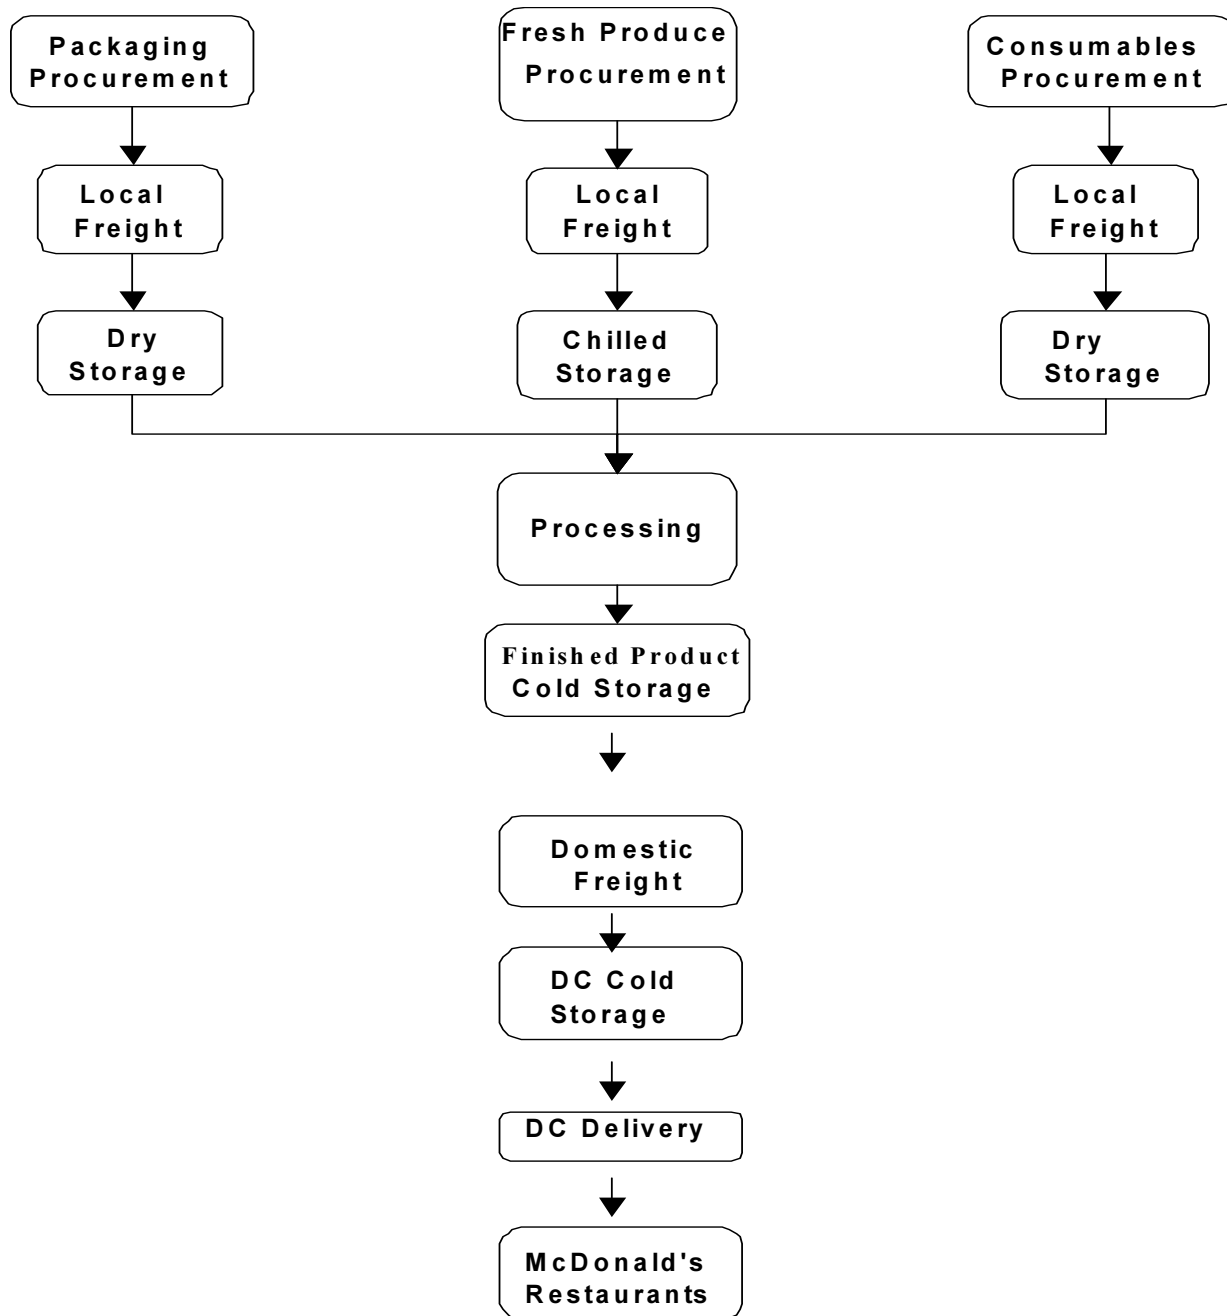 Packaging
Procurement
Fresh Produce
Procurement
Consumables
Procurement
Local
Freight
Local
Freight
Local
Freight
Dry
Storage
Chilled
Storage
Dry
Storage
Processing
Finished Product
Cold Storage
Domestic
Freight
DC Cold
Storage
DC Delivery
McDonald's
Restaurants